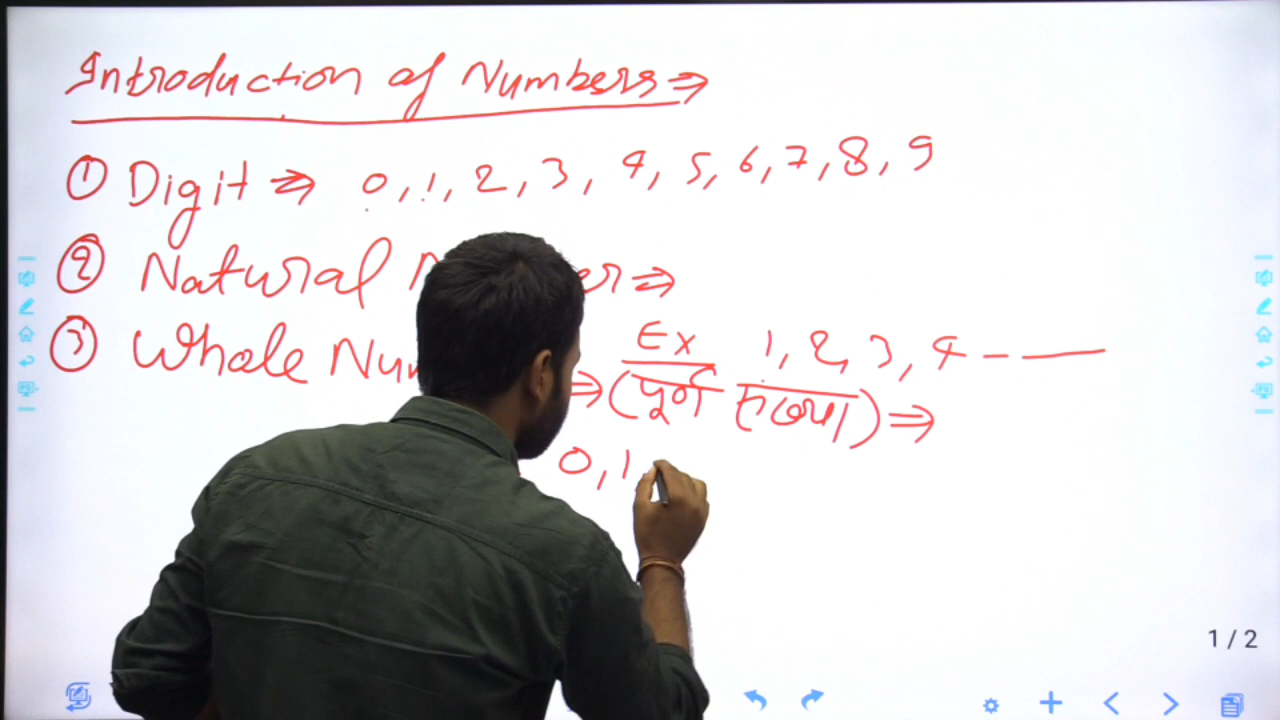 Introduction of Numbers ⇒
① Digit ⇒ 0, 1, 2, 3, 4, 5, 6, 7, 8, 9
② Natural ⇒
Ex 1, 2, 3, 4 - —
③ Whole ⇒ (पूर्ण संख्या) ⇒
0, 1
1 / 2